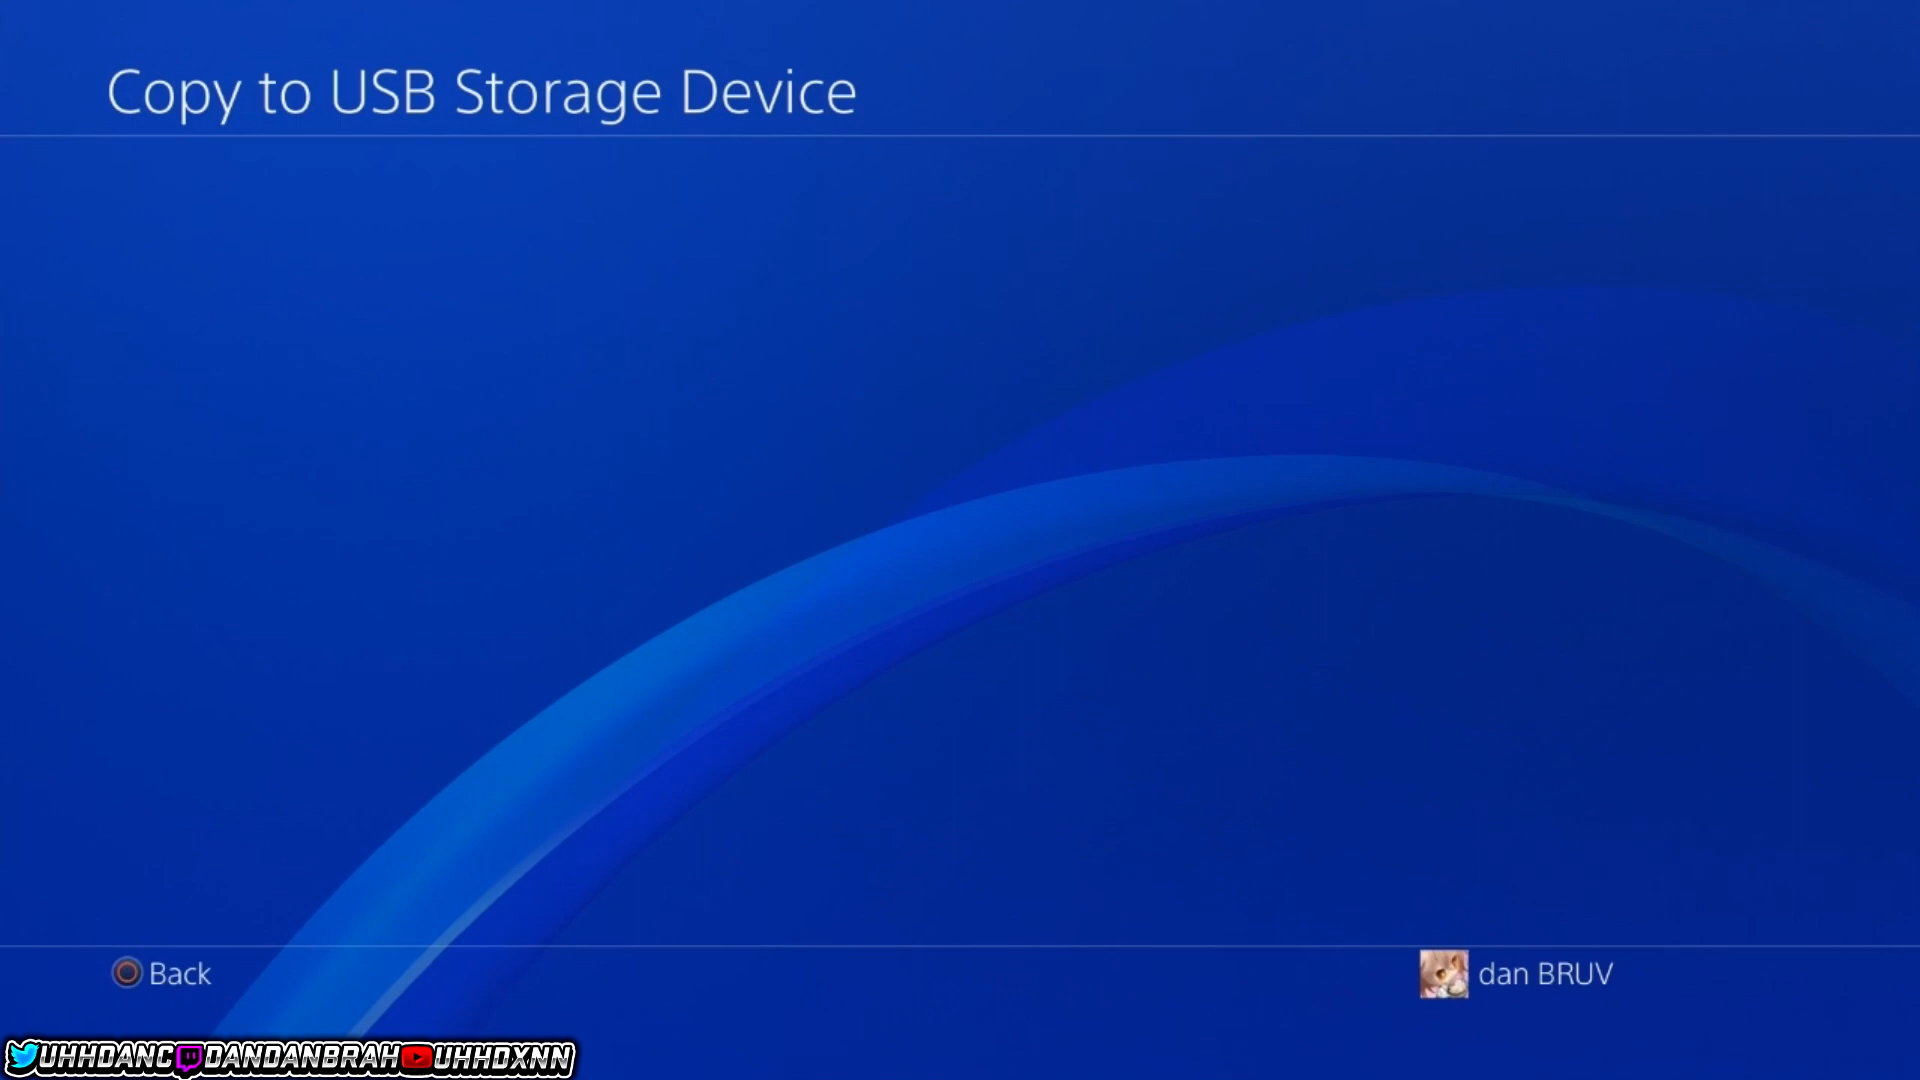 Copy to USB Storage Device
Back
dan BRUV
UHHDANC DANDANBRAH UHHDXNN